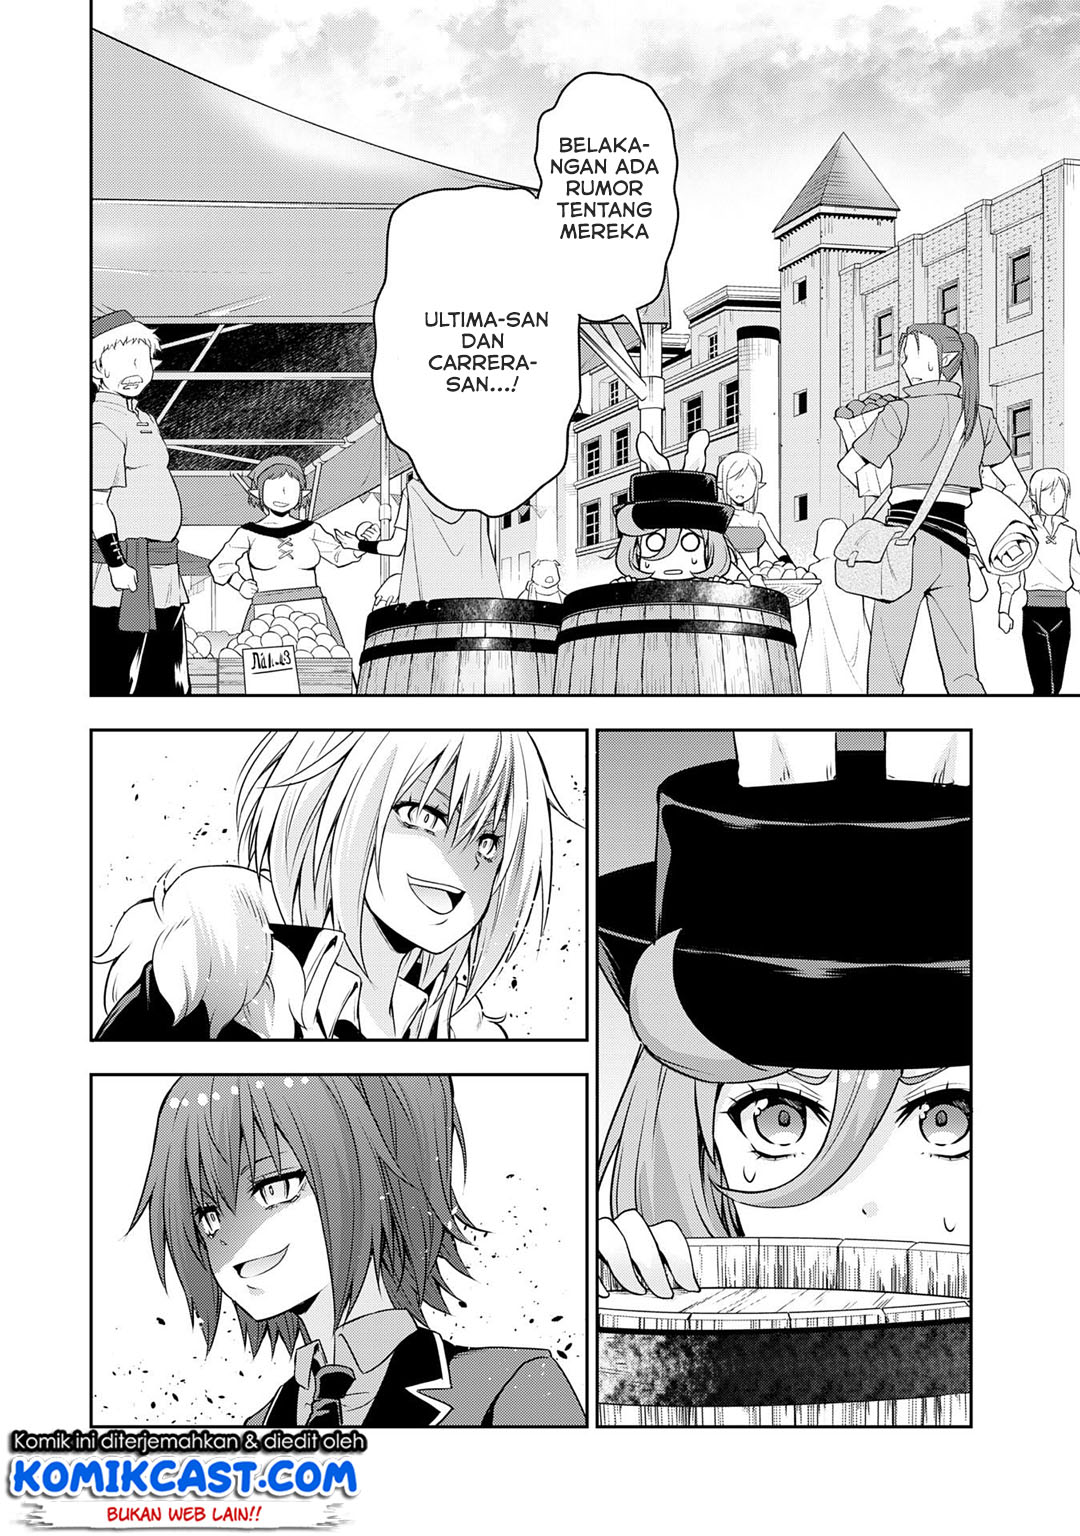 BELAKA-
NGAN ADA
RUMOR
TENTANG
MEREKA
ULTIMA-SAN
DAN
CARRERA-
SAN...!
Komik ini diterjemahkan & diedit oleh
KOMIKCAST.COM
BUKAN WEB LAIN!!